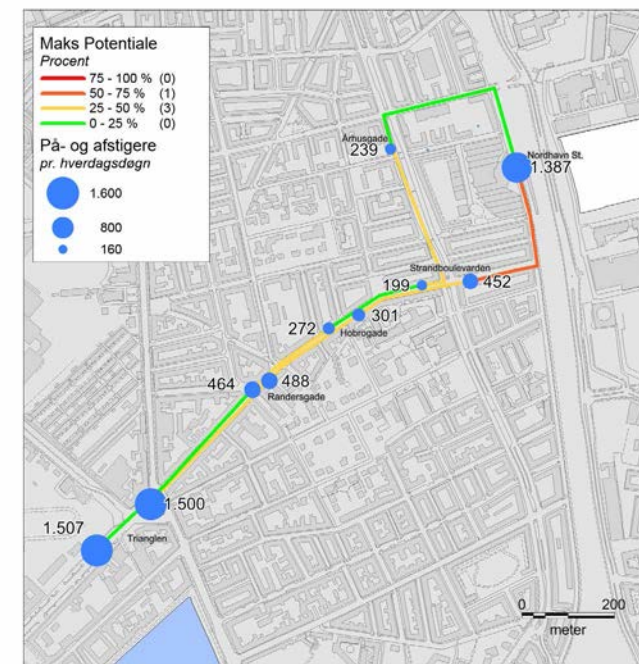 Maks Potentiale
Procent
75 - 100 % (0)
50 - 75 % (1)
25 - 50 % (3)
0 - 25 % (0)
På- og afstigere
pr. hverdagsdøgn
1.600
800
160
Århusgade
239
Nordhavn St.
1.387
Strandboulevarden
199
452
272
301
Hobrogade
464
488
Randersgade
1.500
1.507
Trianglen
0 200
meter